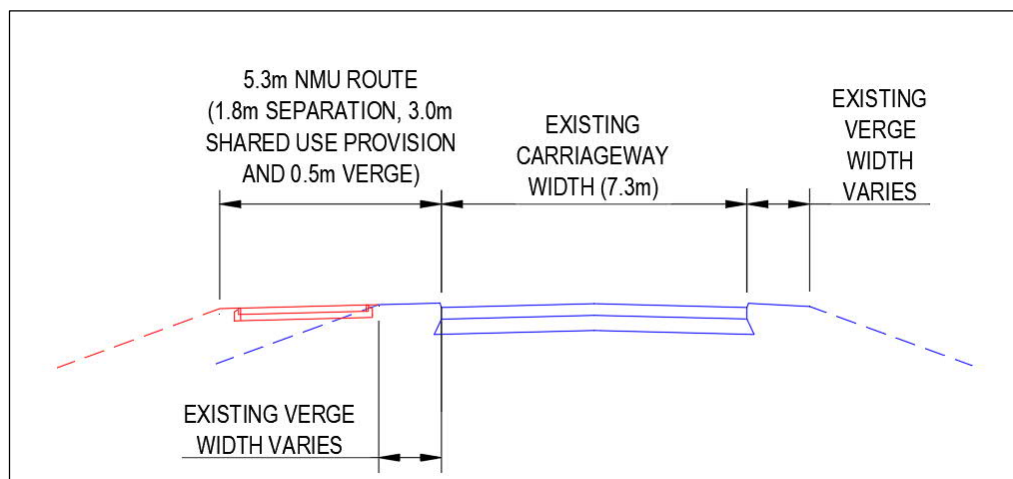 5.3m NMU ROUTE
(1.8m SEPARATION, 3.0m
SHARED USE PROVISION
AND 0.5m VERGE)
EXISTING
CARRIAGEWAY
WIDTH (7.3m)
EXISTING
VERGE
WIDTH
VARIES
EXISTING VERGE
WIDTH VARIES